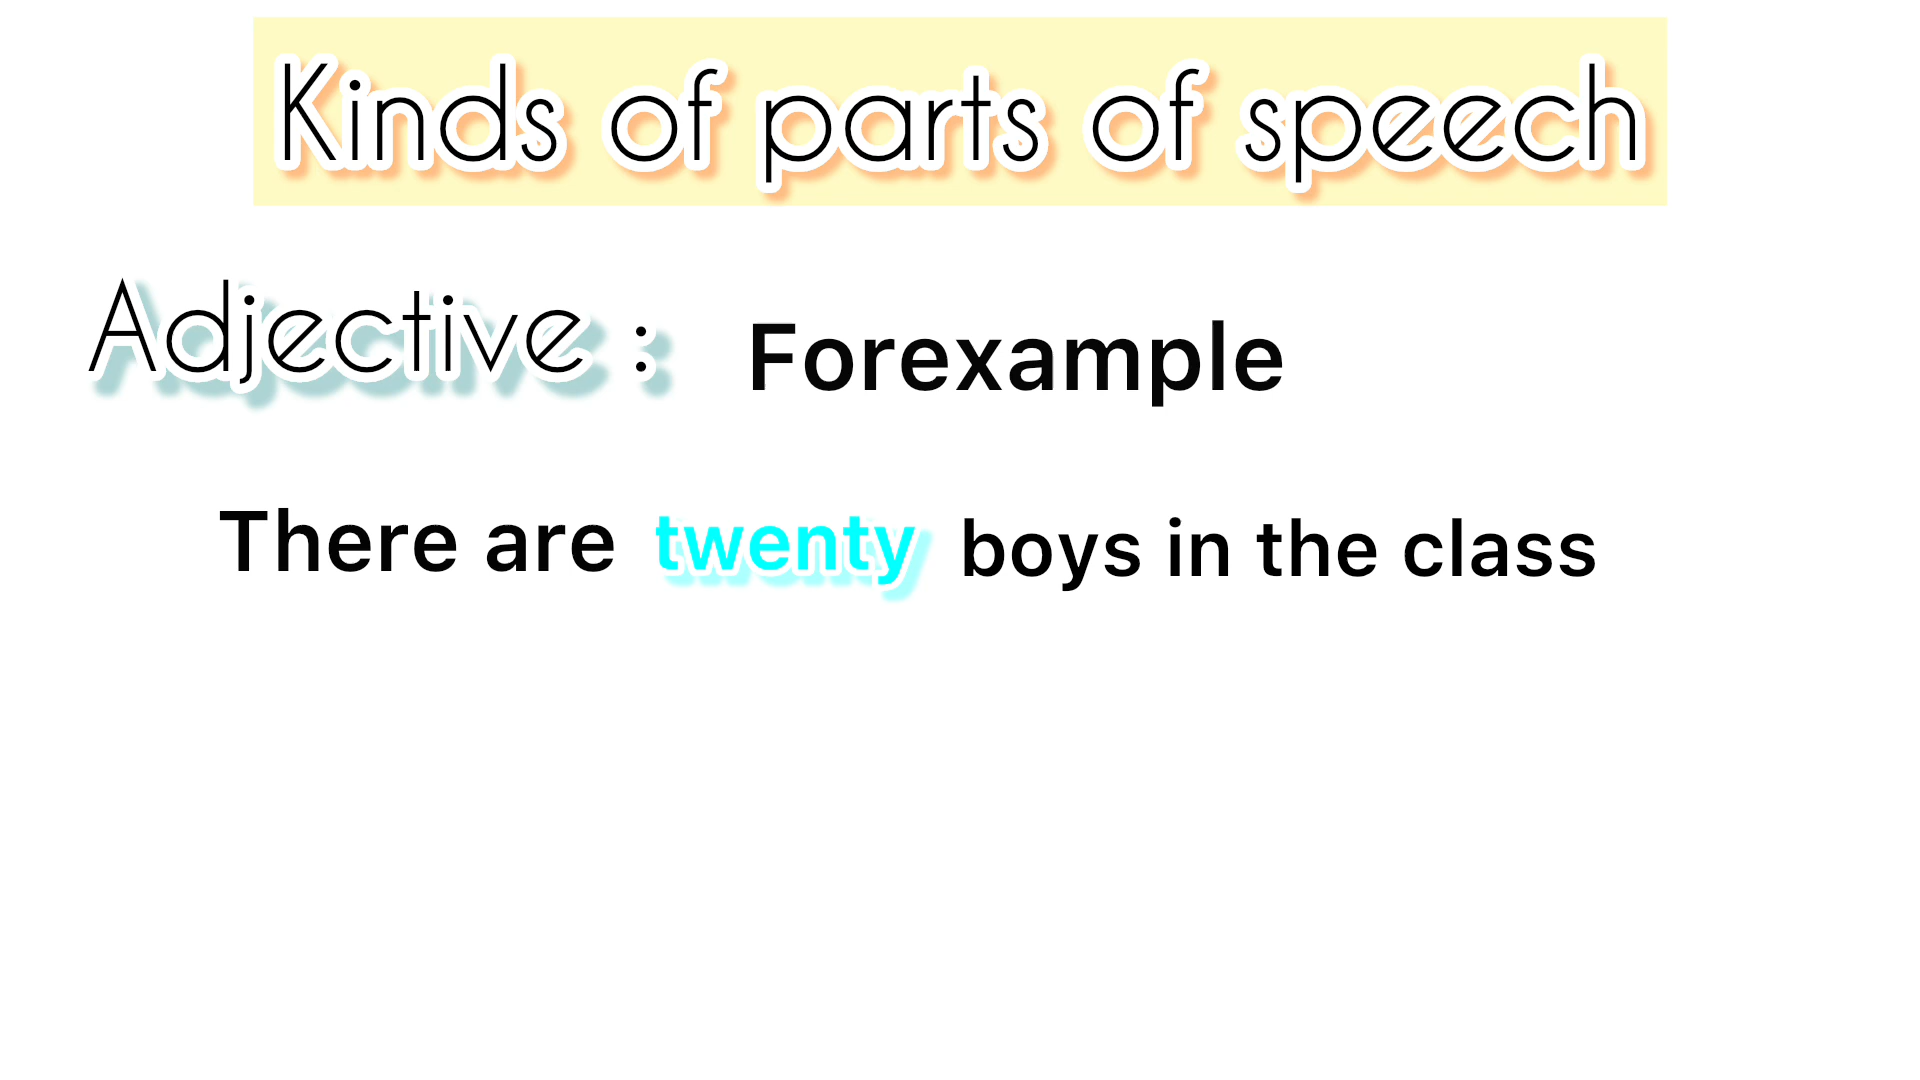 Kinds of parts of speech
Adjective : Forexample
There are twenty boys in the class